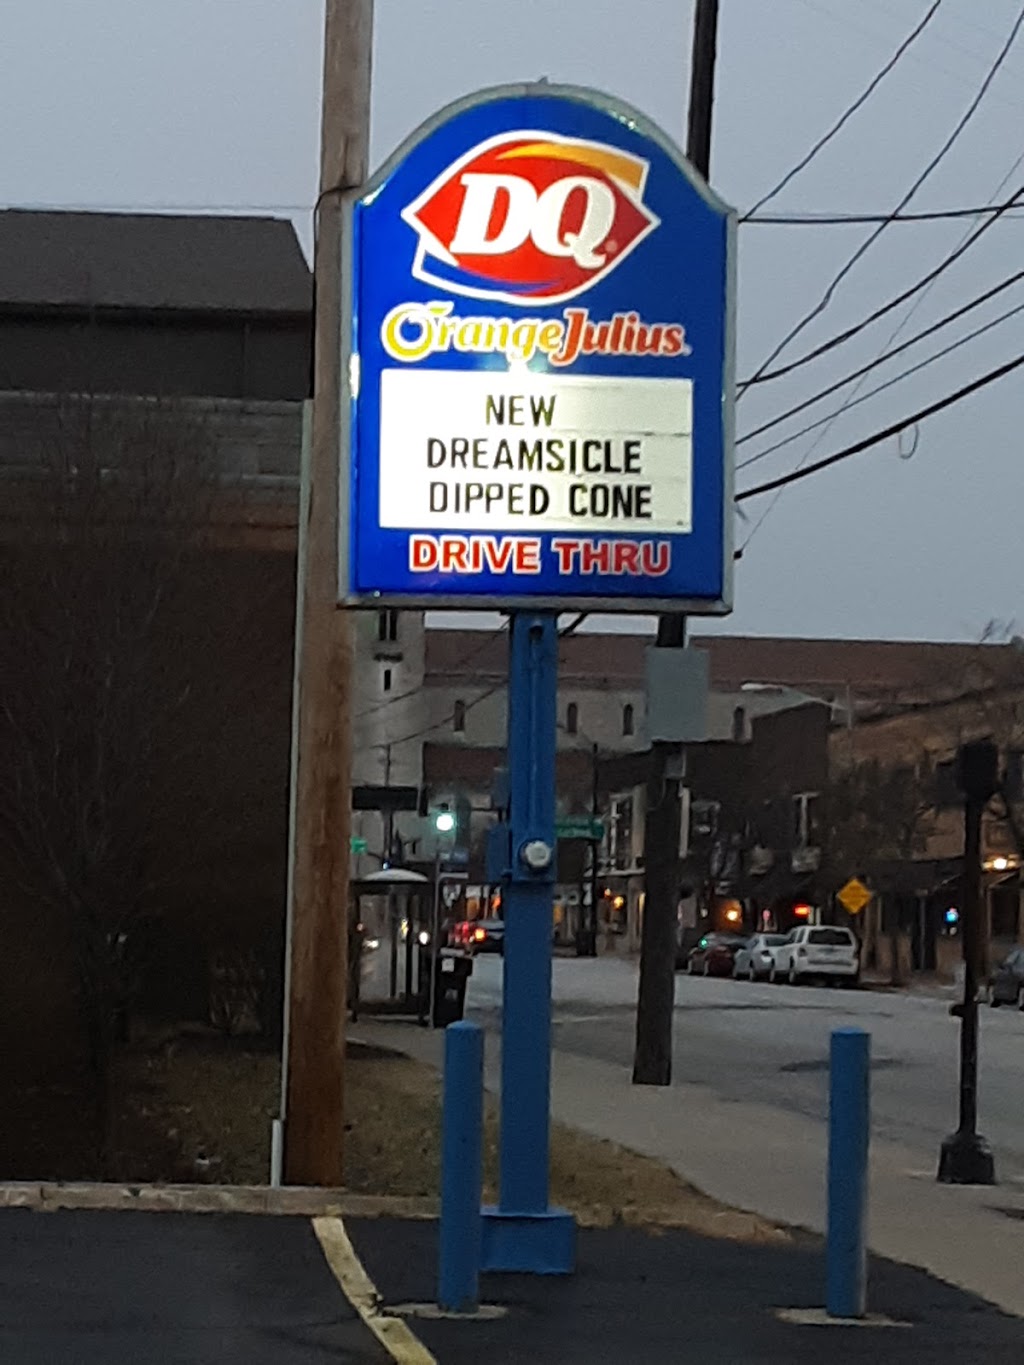 DQ
Orange Julius
NEW
DREAMSICLE
DIPPED CONE
DRIVE THRU